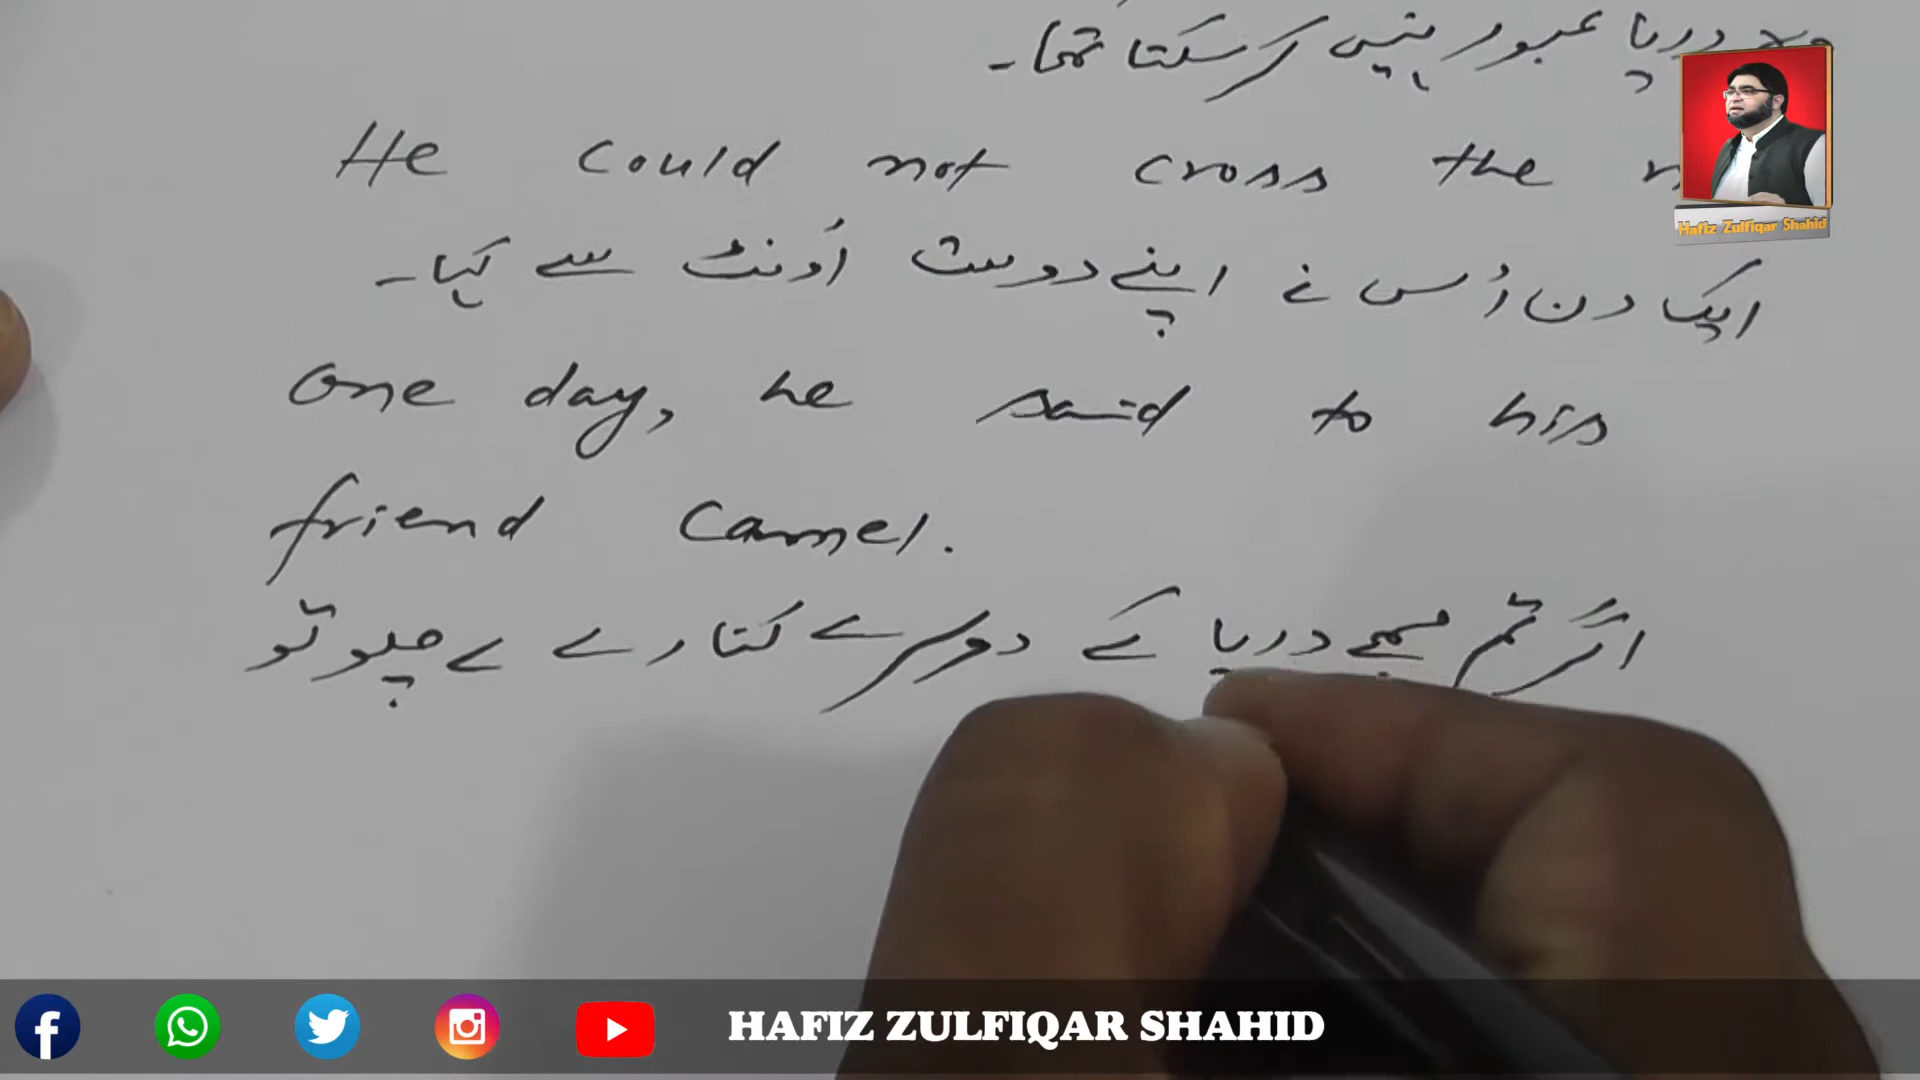 وہ دریا عبور نہیں کر سکتا تھا۔
He could not cross the
Hafiz Zulfiqar Shahid
ایک دن اُس نے اپنے دوست اُونٹ سے کہا۔
One day, he said to his
friend Camel.
اگر تم مجھے دریا کے دوسرے کنارے لے چلو تو
HAFIZ ZULFIQAR SHAHID